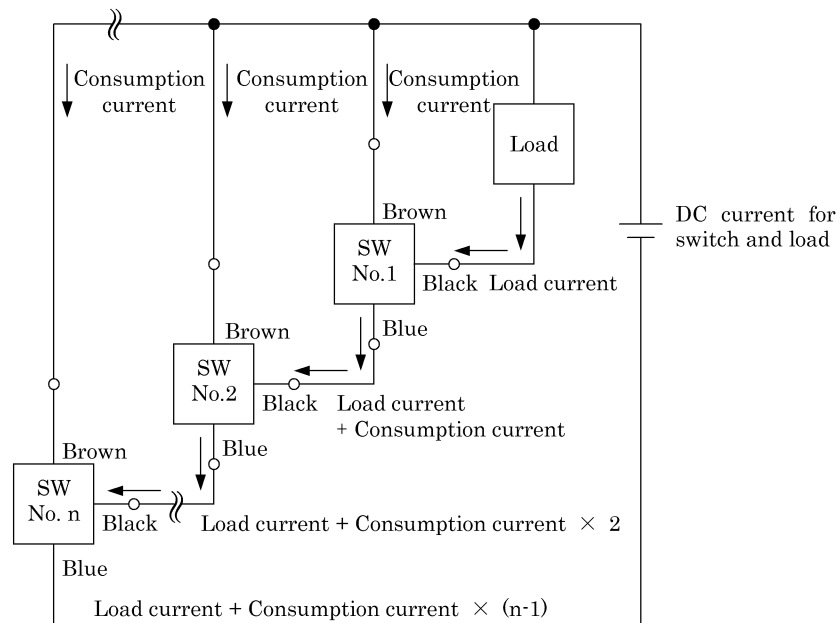 Consumption
current
Consumption
current
Consumption
current
Load
DC current for
switch and load
Brown
SW
No.1
Black
Load current
Blue
Brown
SW
No.2
Black
Load current
+ Consumption current
Blue
Brown
SW
No. n
Black
Load current + Consumption current × 2
Blue
Load current + Consumption current × (n-1)